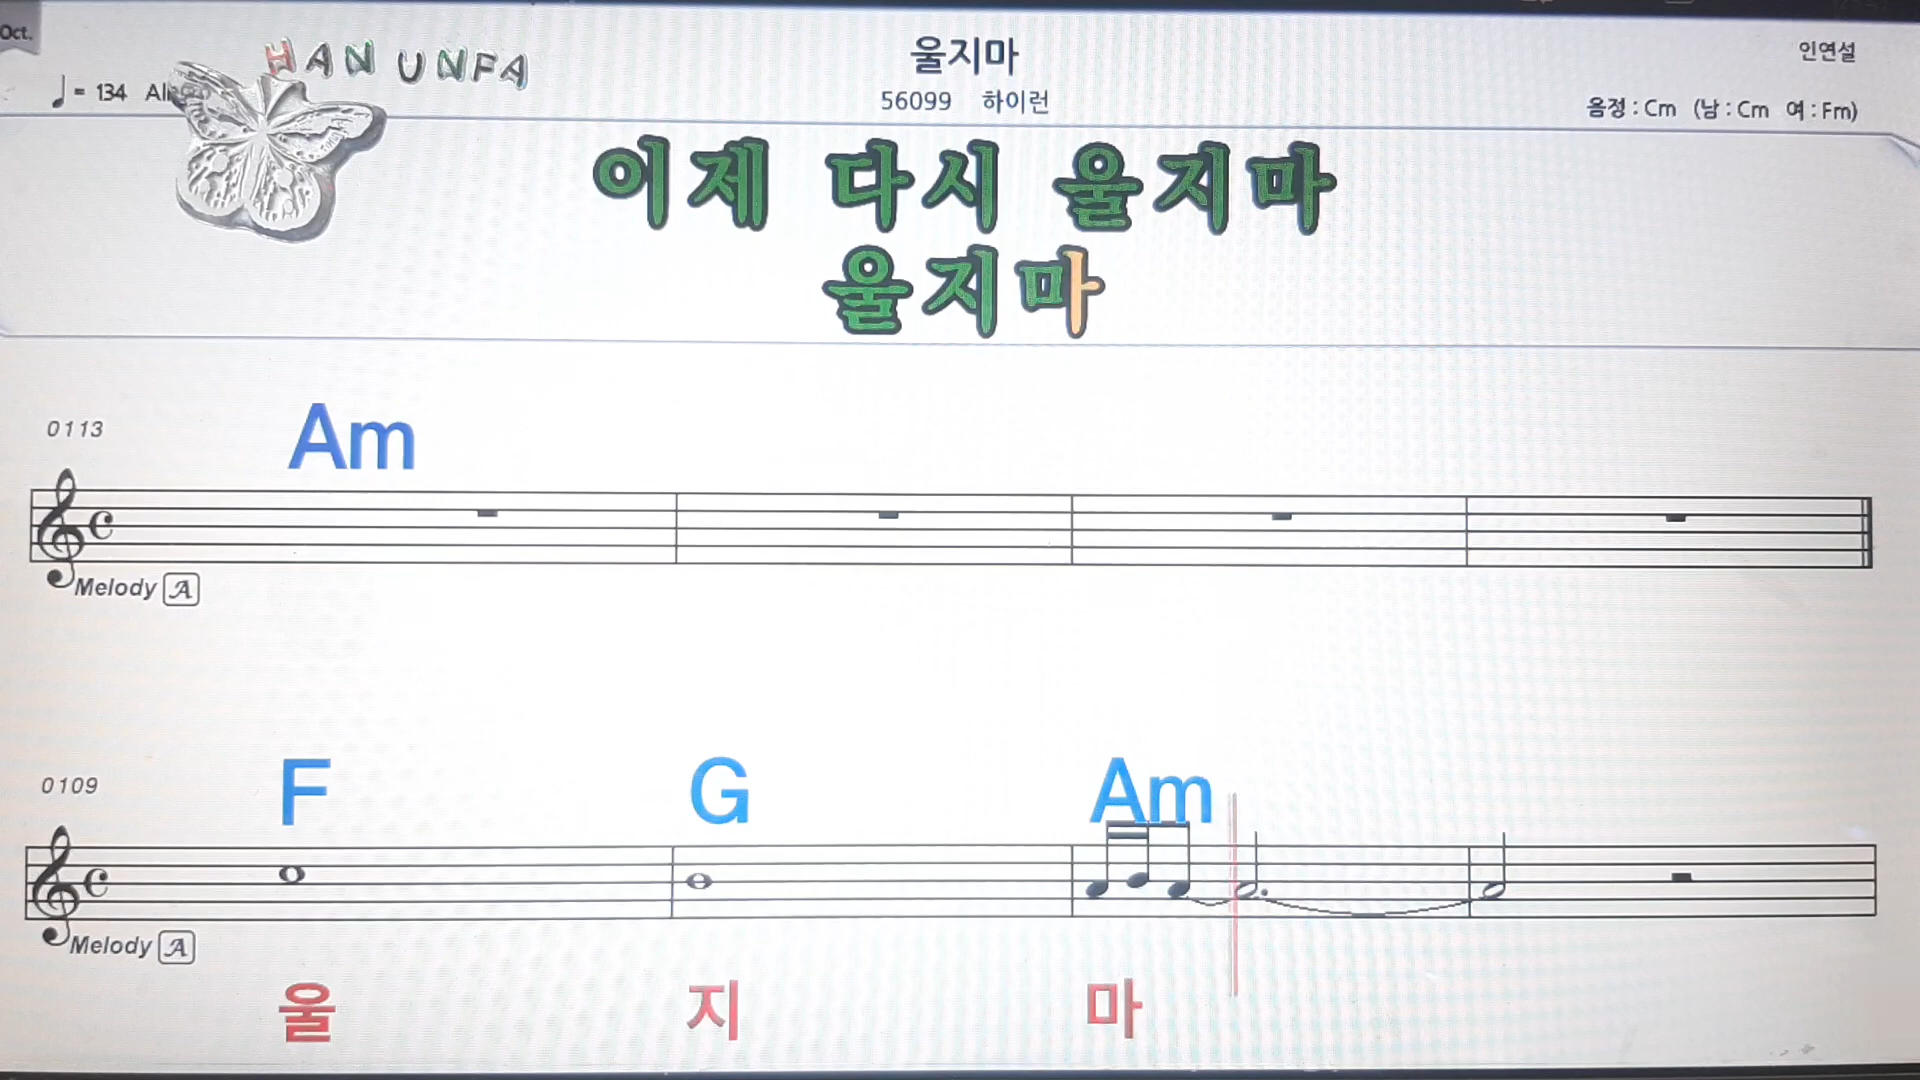 Oct.
HAN UNFA
울지마
인연설
= 134
56099 하이런
음정 : Cm (남 : Cm 여 : Fm)
이제 다시 울지마
울지마
0113
Am
Melody A
0109
F G Am
Melody A
울 지 마